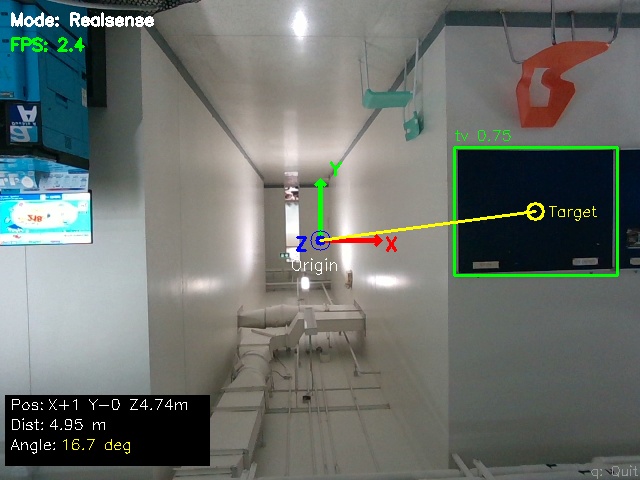 Mode: Realsense
FPS: 2.4
A
tv 0.75
Y
Target
Z
X
Origin
Pos: X+1 Y-0 Z4.74m
Dist: 4.95 m
Angle: 16.7 deg
q: Quit